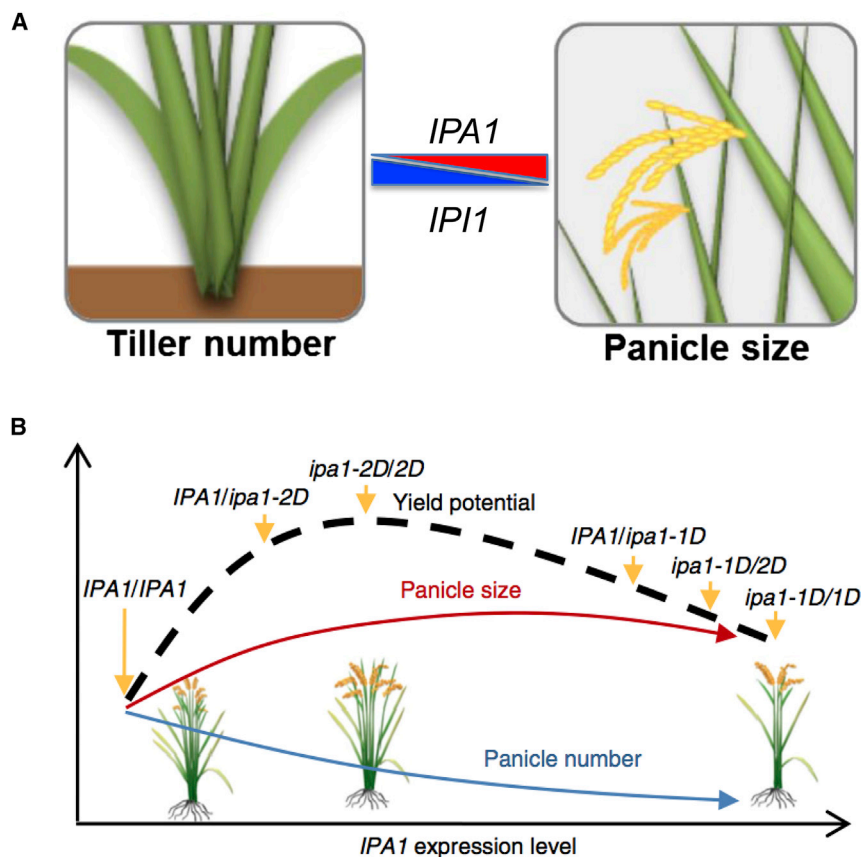 A
IPA1
IPI1
Tiller number
Panicle size
B
ipa1-2D/2D
IPA1/ipa1-2D
Yield potential
IPA1/ipa1-1D
ipa1-1D/2D
IPA1/IPA1
Panicle size
ipa1-1D/1D
Panicle number
IPA1 expression level